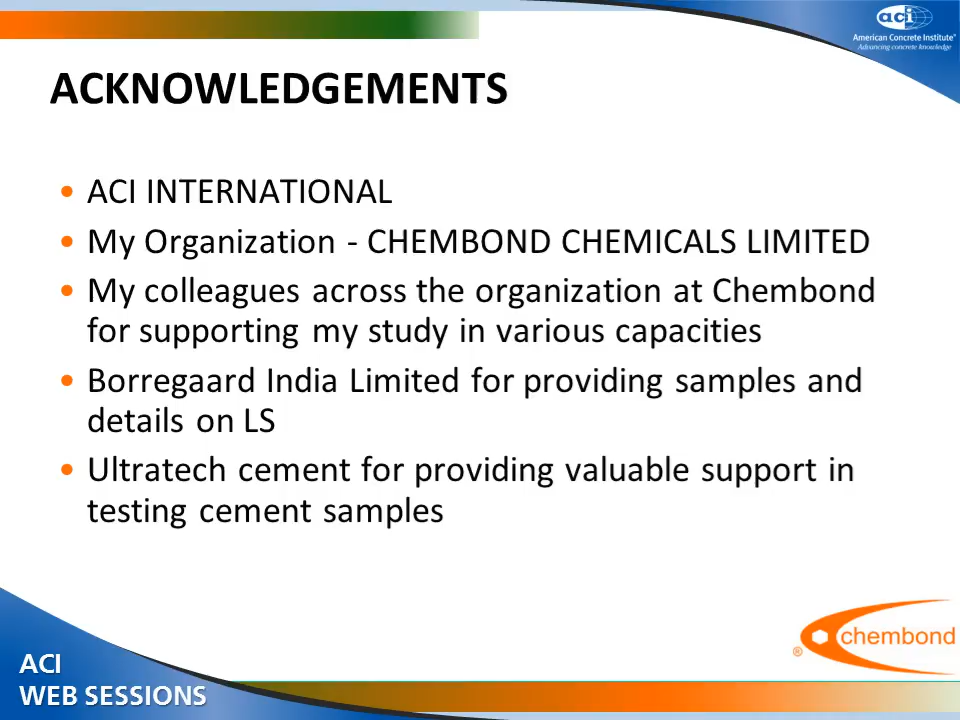 aci
American Concrete Institute®
Advancing concrete knowledge
ACKNOWLEDGEMENTS
• ACI INTERNATIONAL
• My Organization - CHEMBOND CHEMICALS LIMITED
• My colleagues across the organization at Chembond
for supporting my study in various capacities
• Borregaard India Limited for providing samples and
details on LS
• Ultratech cement for providing valuable support in
testing cement samples
® chembond
ACI
WEB SESSIONS